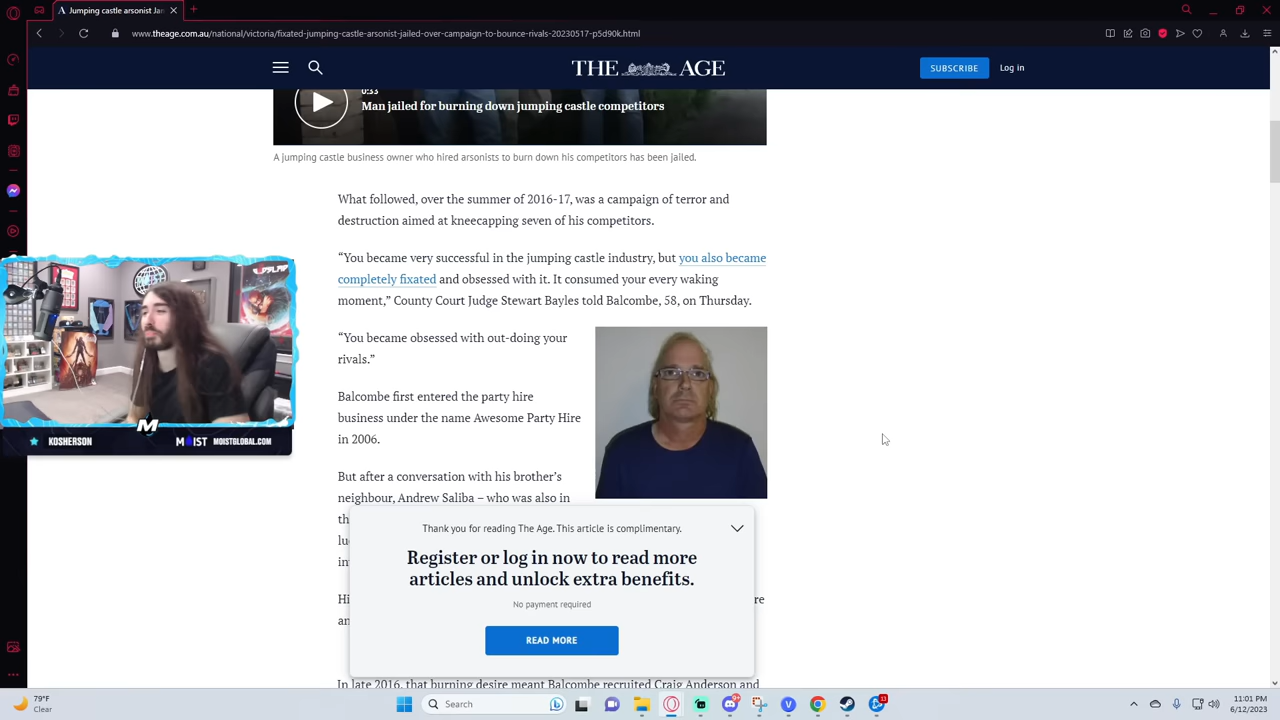 Jumping castle arsonist Jan
www.theage.com.au/national/victoria/fixated-jumping-castle-arsonist-jailed-over-campaign-to-bounce-rivals-20230517-p5d90k.html
THE AGE
SUBSCRIBE
Log in
0:33
Man jailed for burning down jumping castle competitors
A jumping castle business owner who hired arsonists to burn down his competitors has been jailed.
What followed, over the summer of 2016-17, was a campaign of terror and
destruction aimed at kneecapping seven of his competitors.
“You became very successful in the jumping castle industry, but you also became
completely fixated and obsessed with it. It consumed your every waking
moment,” County Court Judge Stewart Bayles told Balcombe, 58, on Thursday.
“You became obsessed with out-doing your
rivals.”
Balcombe first entered the party hire
business under the name Awesome Party Hire
in 2006.
But after a conversation with his brother’s
neighbour, Andrew Saliba – who was also in
th
lu
in
Hi
re
an
Thank you for reading The Age. This article is complimentary.
Register or log in now to read more
articles and unlock extra benefits.
No payment required
READ MORE
In late 2016, that burning desire meant Balcombe recruited Craig Anderson and
KOSHERSON
MOIST
MOISTGLOBAL.COM
79°F
Clear
Search
9+
13
11:01 PM
6/12/2023